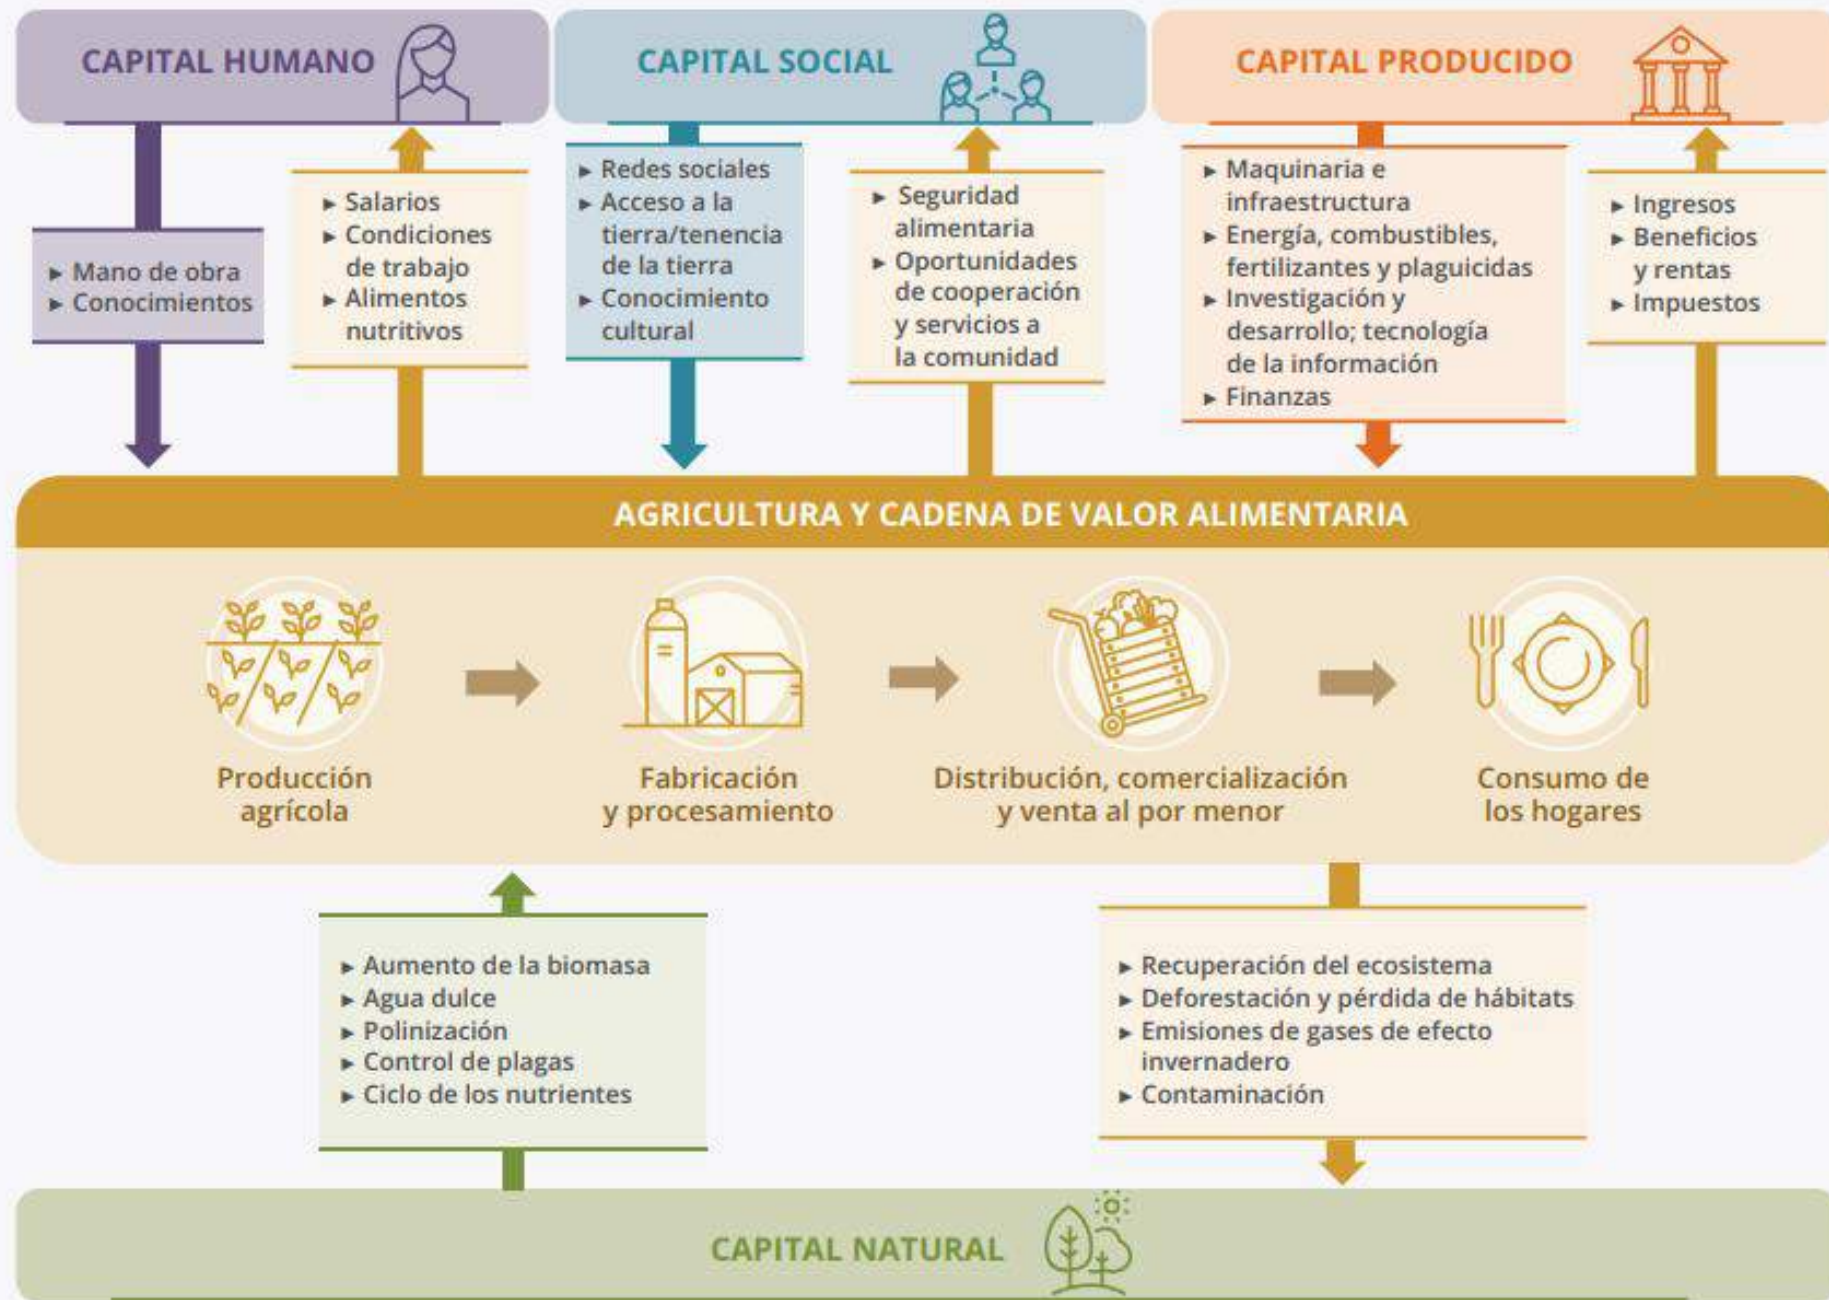 CAPITAL HUMANO
CAPITAL SOCIAL
CAPITAL PRODUCIDO
► Mano de obra
► Conocimientos
► Salarios
► Condiciones
de trabajo
► Alimentos
nutritivos
► Redes sociales
► Acceso a la
tierra/tenencia
de la tierra
► Conocimiento
cultural
► Seguridad
alimentaria
► Oportunidades
de cooperación
y servicios a
la comunidad
► Maquinaria e
infraestructura
► Energía, combustibles,
fertilizantes y plaguicidas
► Investigación y
desarrollo; tecnología
de la información
► Finanzas
► Ingresos
► Beneficios
y rentas
► Impuestos
AGRICULTURA Y CADENA DE VALOR ALIMENTARIA
Producción
agrícola
Fabricación
y procesamiento
Distribución, comercialización
y venta al por menor
Consumo de
los hogares
► Aumento de la biomasa
► Agua dulce
► Polinización
► Control de plagas
► Ciclo de los nutrientes
► Recuperación del ecosistema
► Deforestación y pérdida de hábitats
► Emisiones de gases de efecto
invernadero
► Contaminación
CAPITAL NATURAL